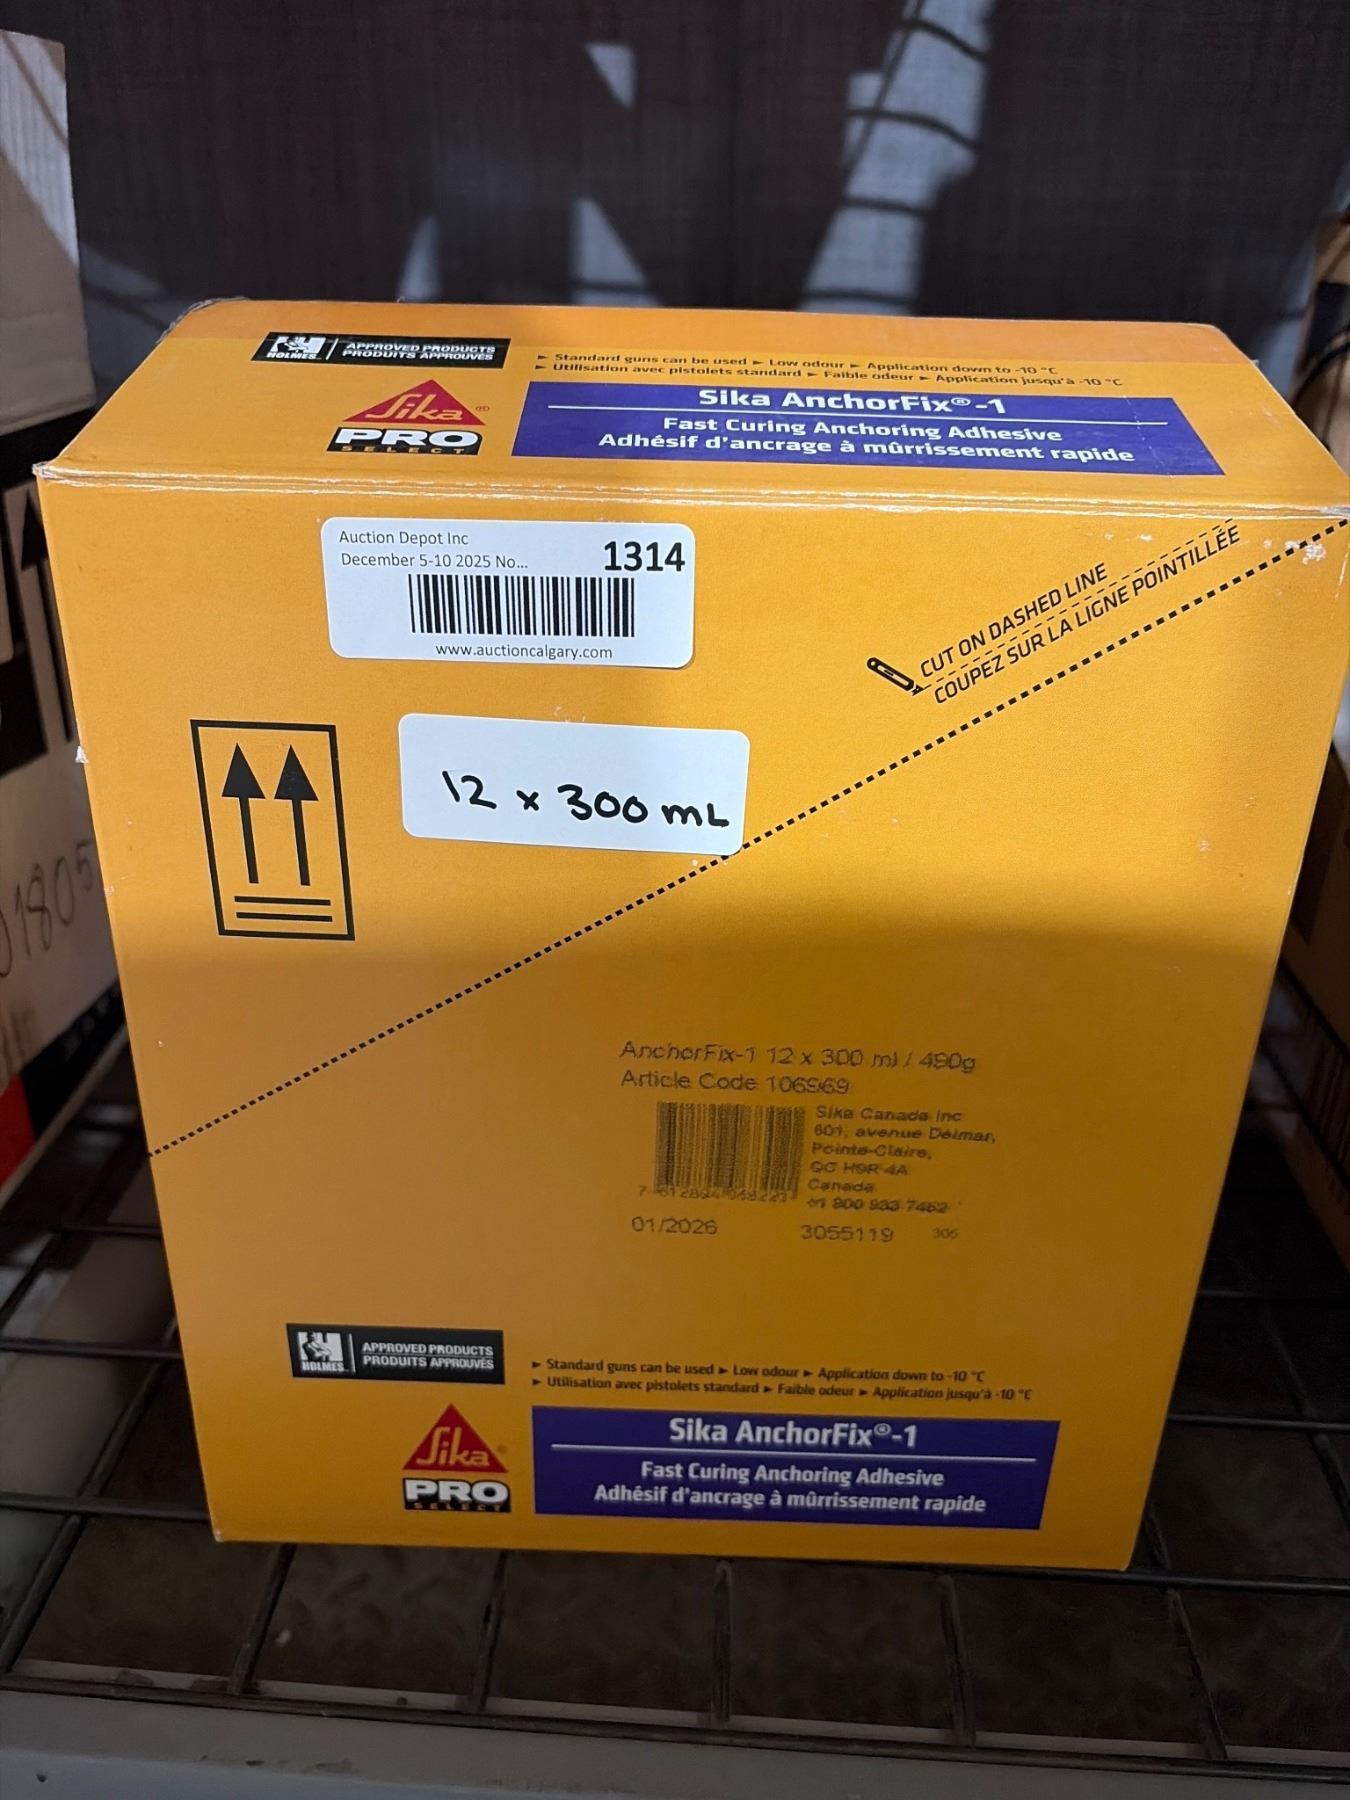 HOLMES
APPROVED PRODUCTS
PRODUITS APPROUVÉS
► Standard guns can be used ► Low odour ► Application down to -10 °C
► Utilisation avec pistolets standard ► Faible odeur ► Application jusqu'à -10 °C
Sika®
PRO
SELECT
Sika AnchorFix®-1
Fast Curing Anchoring Adhesive
Adhésif d'ancrage à mûrrissement rapide
Auction Depot Inc
December 5-10 2025 No...
1314
www.auctioncalgary.com
CUT ON DASHED LINE
COUPEZ SUR LA LIGNE POINTILLÉE
12 x 300 mL
01805
AnchorFix-1 12 x 300 ml / 490g
Article Code 106969
Sika Canada Inc
601, avenue Delmar,
Pointe-Claire,
QC H9R 4A
Canada
01/2026
3055119
305
HOLMES
APPROVED PRODUCTS
PRODUITS APPROUVÉS
► Standard guns can be used ► Low odour ► Application down to -10 °C
► Utilisation avec pistolets standard ► Faible odeur ► Application jusqu'à -10 °C
Sika®
PRO
SELECT
Sika AnchorFix®-1
Fast Curing Anchoring Adhesive
Adhésif d'ancrage à mûrrissement rapide